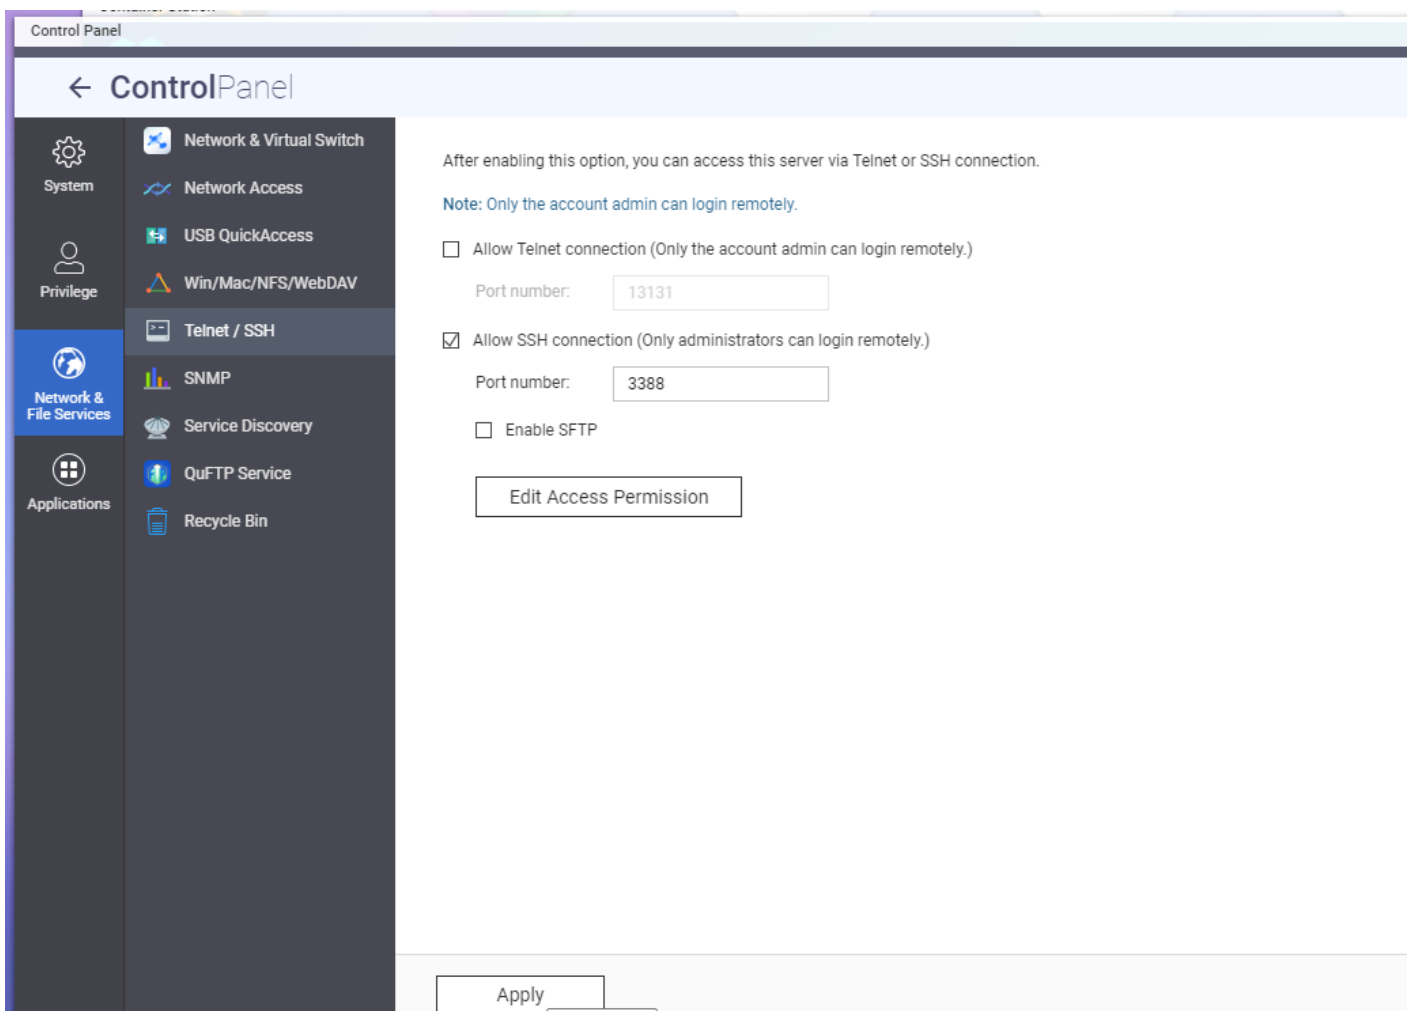 Control Panel
ControlPanel
System
Privilege
Network &
File Services
Applications
Network & Virtual Switch
Network Access
USB QuickAccess
Win/Mac/NFS/WebDAV
Telnet / SSH
SNMP
Service Discovery
QuFTP Service
Recycle Bin
After enabling this option, you can access this server via Telnet or SSH connection.
Note: Only the account admin can login remotely.
Allow Telnet connection (Only the account admin can login remotely.)
Port number: 13131
Allow SSH connection (Only administrators can login remotely.)
Port number: 3388
Enable SFTP
Edit Access Permission
Apply